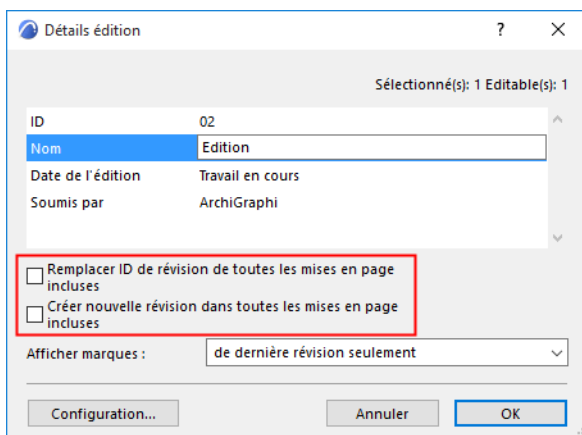 Détails édition
?
Sélectionné(s): 1 Editable(s): 1
ID 02
Nom Edition
Date de l'édition Travail en cours
Soumis par ArchiGraphi
Remplacer ID de révision de toutes les mises en page
incluses
Créer nouvelle révision dans toutes les mises en page
incluses
Afficher marques : de dernière révision seulement
Configuration... Annuler OK